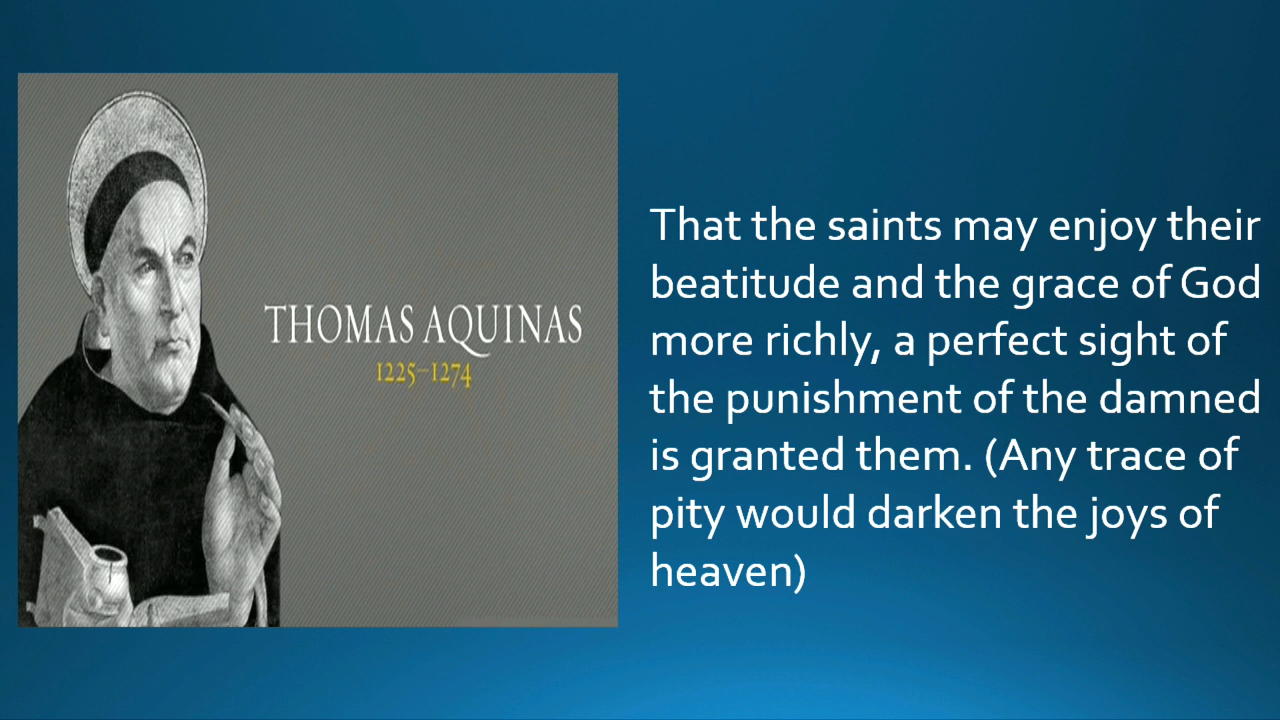 THOMAS AQUINAS
1225–1274
That the saints may enjoy their
beatitude and the grace of God
more richly, a perfect sight of
the punishment of the damned
is granted them. (Any trace of
pity would darken the joys of
heaven)